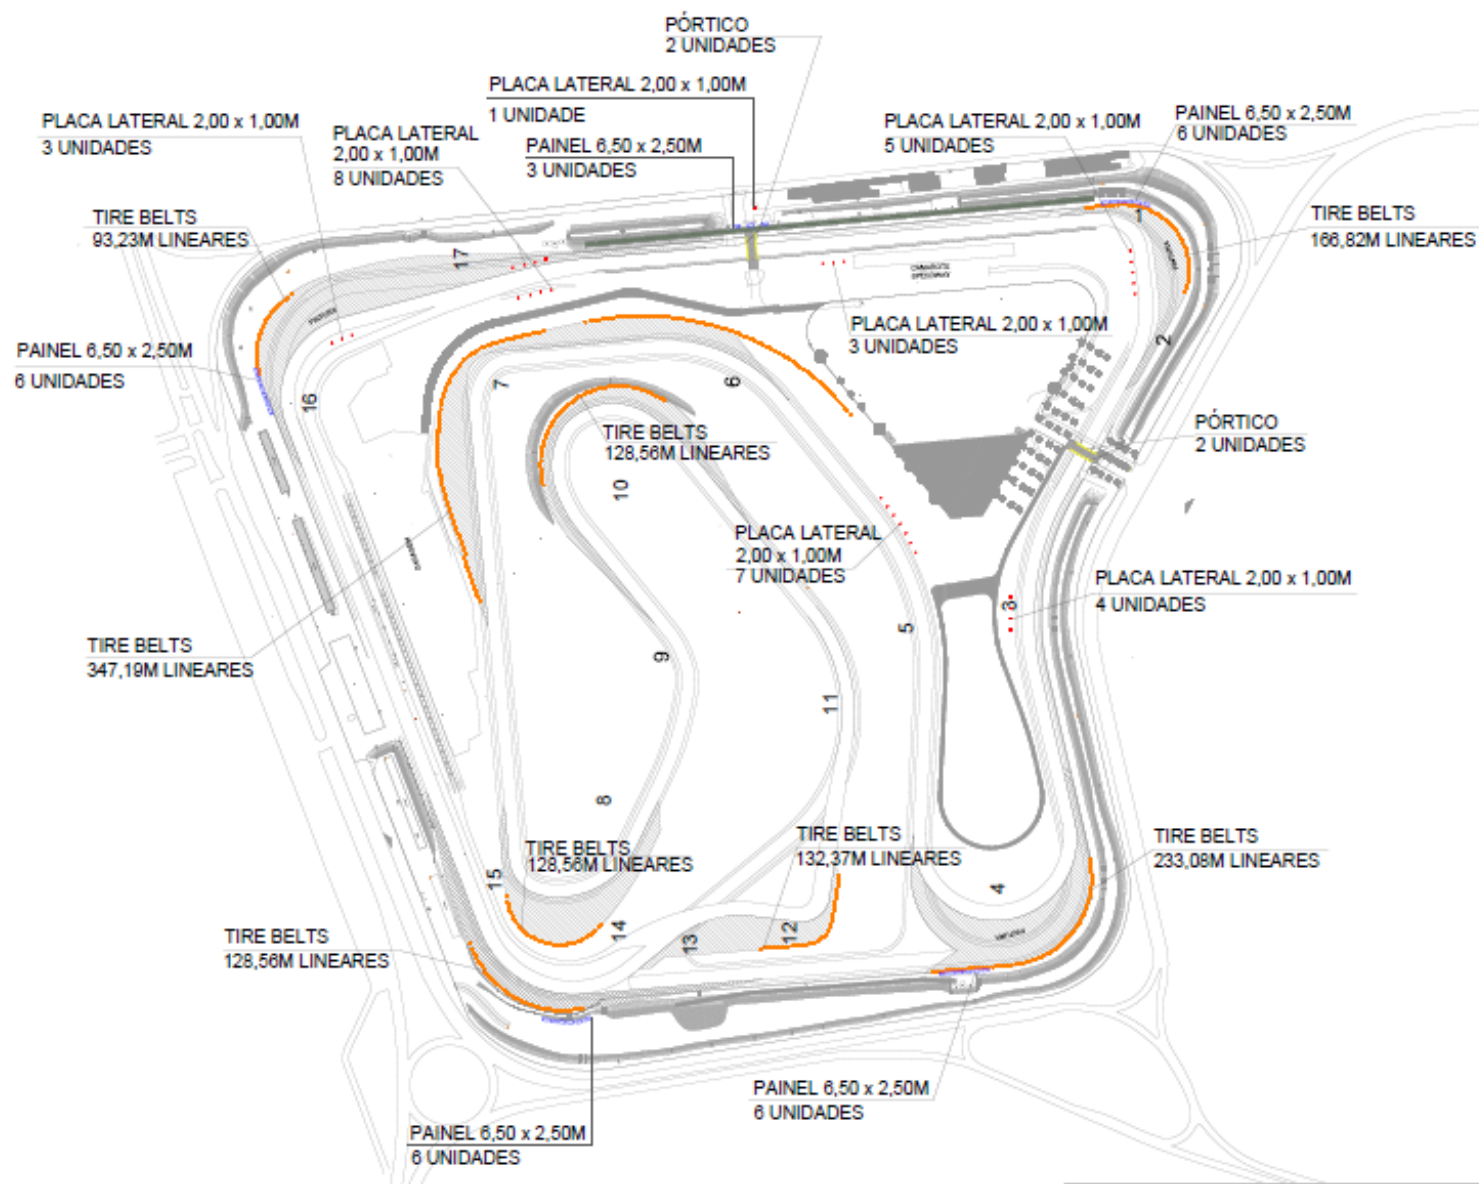 PÓRTICO
2 UNIDADES
PLACA LATERAL 2,00 x 1,00M
1 UNIDADE
PLACA LATERAL 2,00 x 1,00M
3 UNIDADES
PLACA LATERAL
2,00 x 1,00M
8 UNIDADES
PAINEL 6,50 x 2,50M
3 UNIDADES
PLACA LATERAL 2,00 x 1,00M
5 UNIDADES
PAINEL 6,50 x 2,50M
6 UNIDADES
TIRE BELTS
93,23M LINEARES
TIRE BELTS
166,82M LINEARES
17
1
2
PLACA LATERAL 2,00 x 1,00M
3 UNIDADES
PAINEL 6,50 x 2,50M
6 UNIDADES
16
7
6
TIRE BELTS
128,56M LINEARES
PÓRTICO
2 UNIDADES
10
PLACA LATERAL
2,00 x 1,00M
7 UNIDADES
PLACA LATERAL 2,00 x 1,00M
4 UNIDADES
3
5
TIRE BELTS
347,19M LINEARES
9
11
8
TIRE BELTS
128,56M LINEARES
TIRE BELTS
132,37M LINEARES
TIRE BELTS
233,08M LINEARES
15
4
14
13
12
TIRE BELTS
128,56M LINEARES
PAINEL 6,50 x 2,50M
6 UNIDADES
PAINEL 6,50 x 2,50M
6 UNIDADES